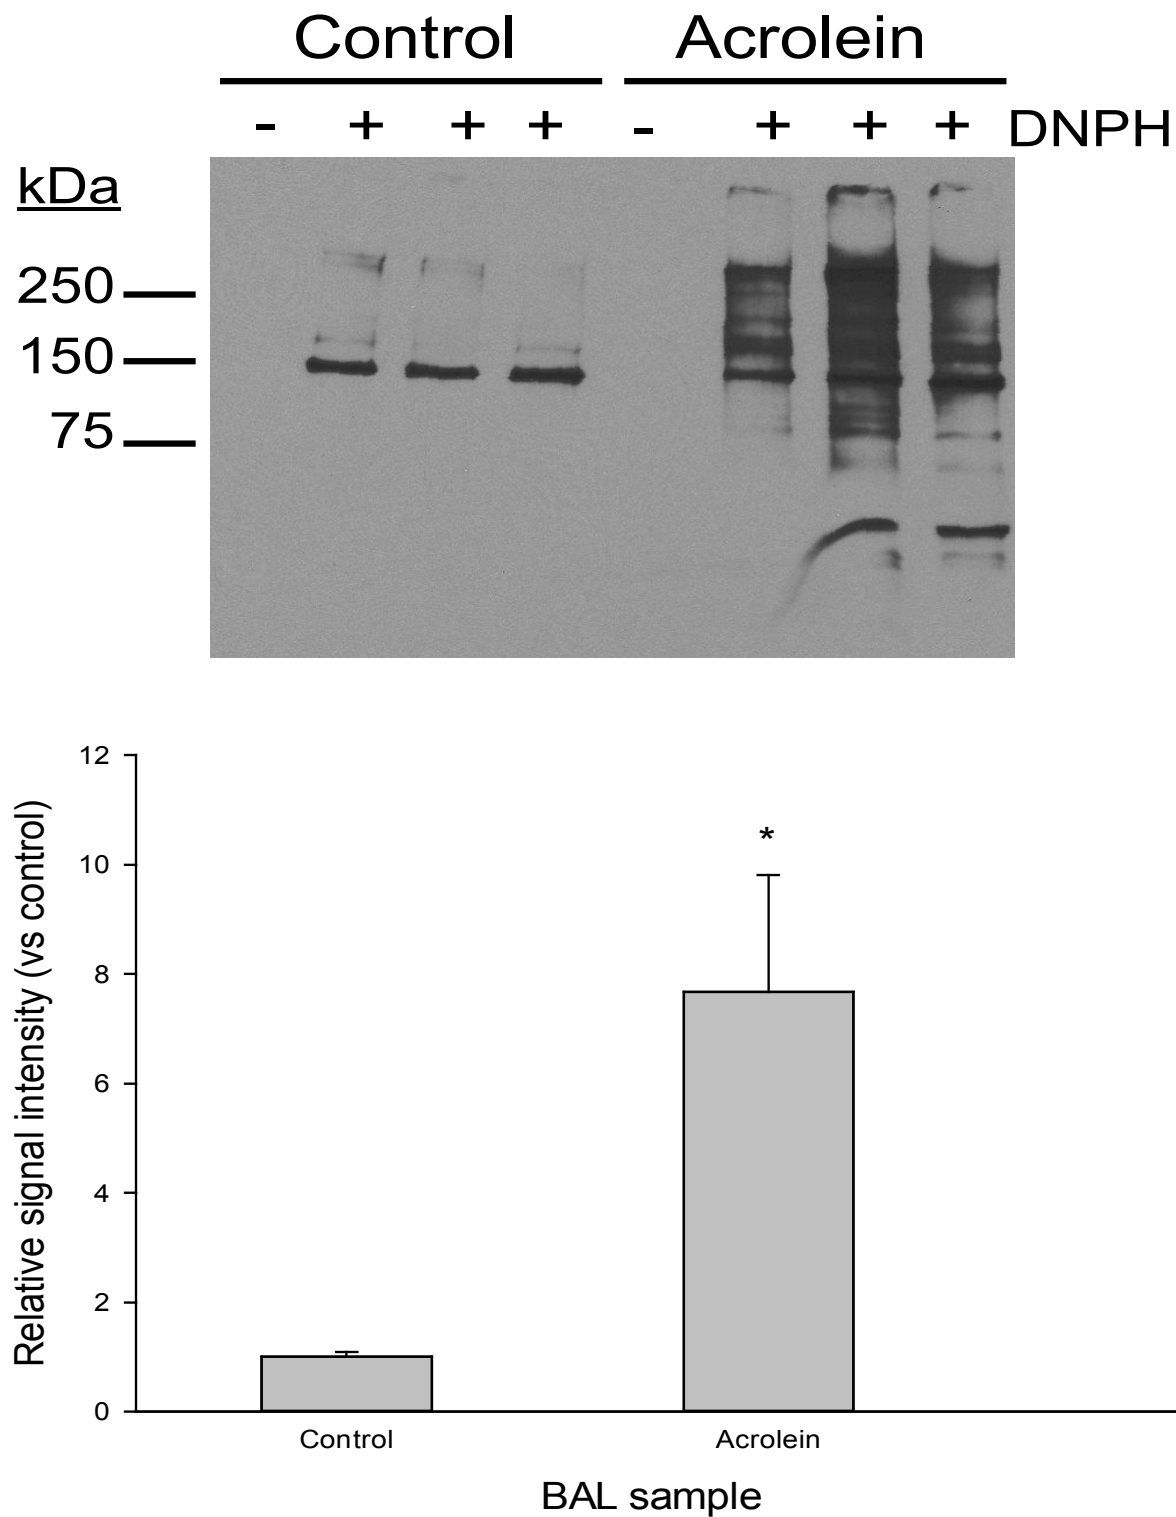 Control Acrolein
- + + + - + + + DNPH
kDa
250
150
75
12
10
8
6
4
2
0
Relative signal intensity (vs control)
*
Control Acrolein
BAL sample